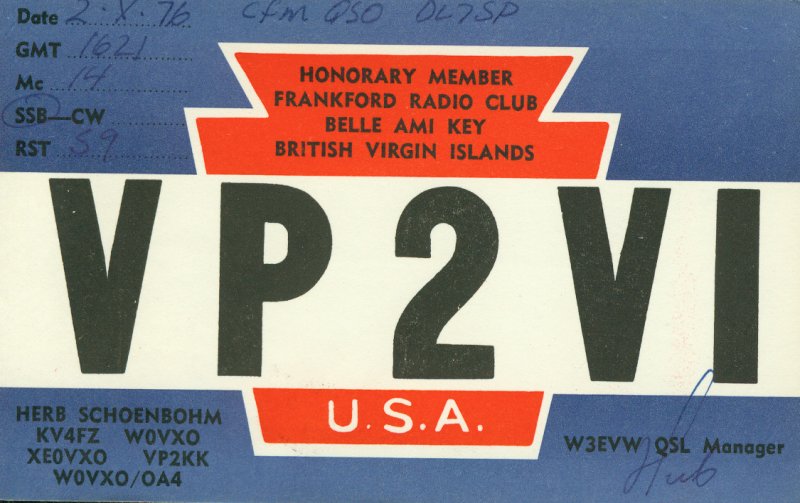 Date 2·X·76 cfm QSO DL7SP
GMT 1621
Mc 14
SSB—CW
RST 59
HONORARY MEMBER
FRANKFORD RADIO CLUB
BELLE AMI KEY
BRITISH VIRGIN ISLANDS
VP2VI
U.S.A.
HERB SCHOENBOHM
KV4FZ W0VXO
XE0VXO VP2KK
W0VXO/OA4
W3EVW QSL Manager
Herb